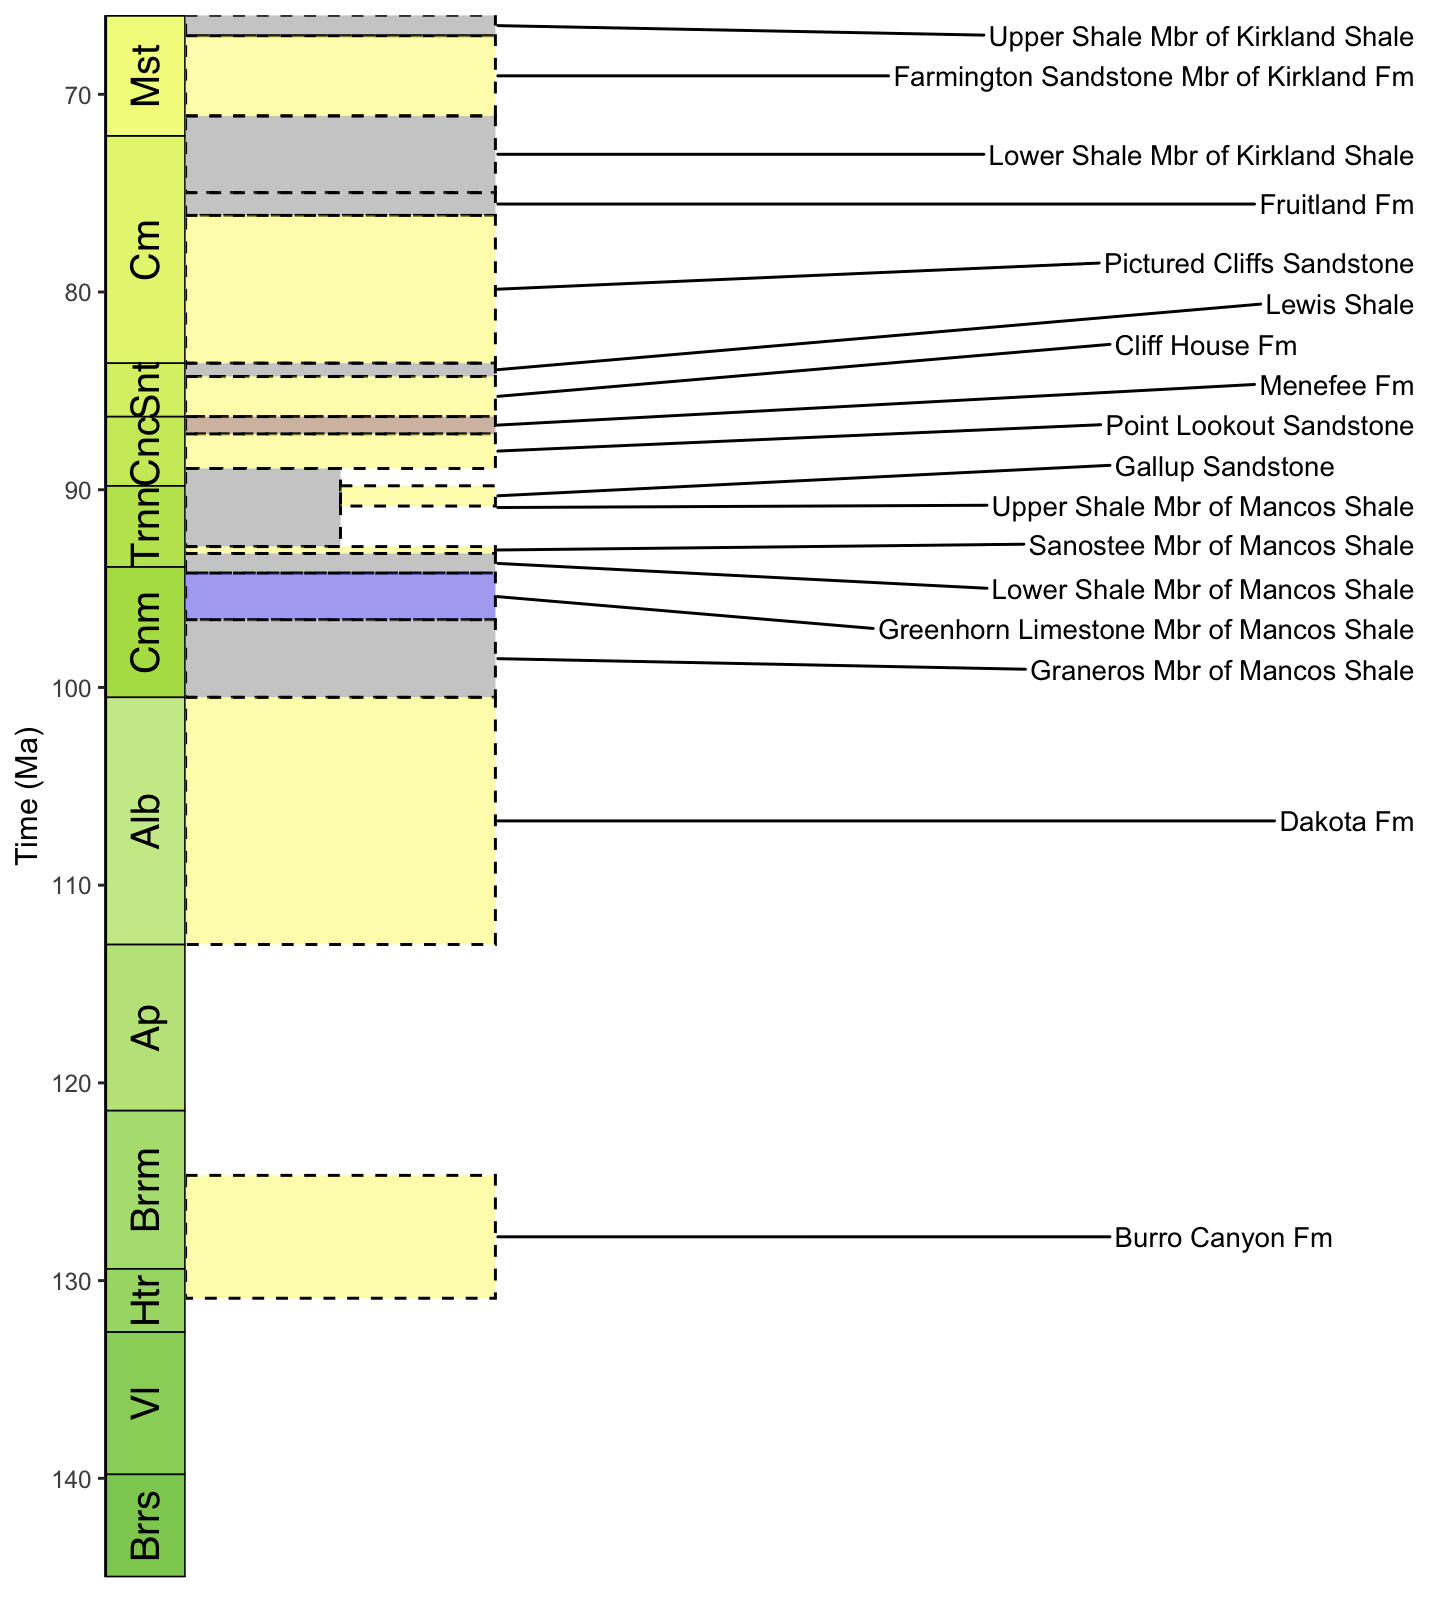 Time (Ma)
70
80
90
100
110
120
130
140
Mst
Cm
Snt
Cnc
Trnn
Cnm
Alb
Ap
Brrm
Htr
Vl
Brrs
Upper Shale Mbr of Kirkland Shale
Farmington Sandstone Mbr of Kirkland Fm
Lower Shale Mbr of Kirkland Shale
Fruitland Fm
Pictured Cliffs Sandstone
Lewis Shale
Cliff House Fm
Menefee Fm
Point Lookout Sandstone
Gallup Sandstone
Upper Shale Mbr of Mancos Shale
Sanostee Mbr of Mancos Shale
Lower Shale Mbr of Mancos Shale
Greenhorn Limestone Mbr of Mancos Shale
Graneros Mbr of Mancos Shale
Dakota Fm
Burro Canyon Fm